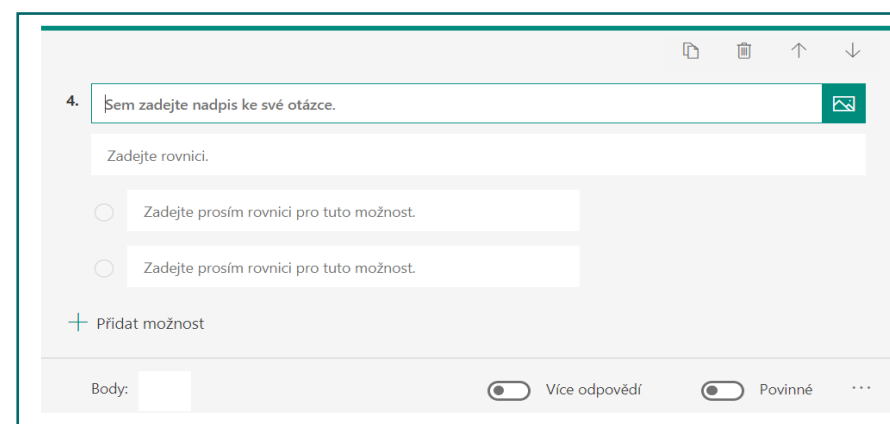 4. Sem zadejte nadpis ke své otázce.
Zadejte rovnici.
Zadejte prosím rovnici pro tuto možnost.
Zadejte prosím rovnici pro tuto možnost.
Přidat možnost
Body: Více odpovědí Povinné